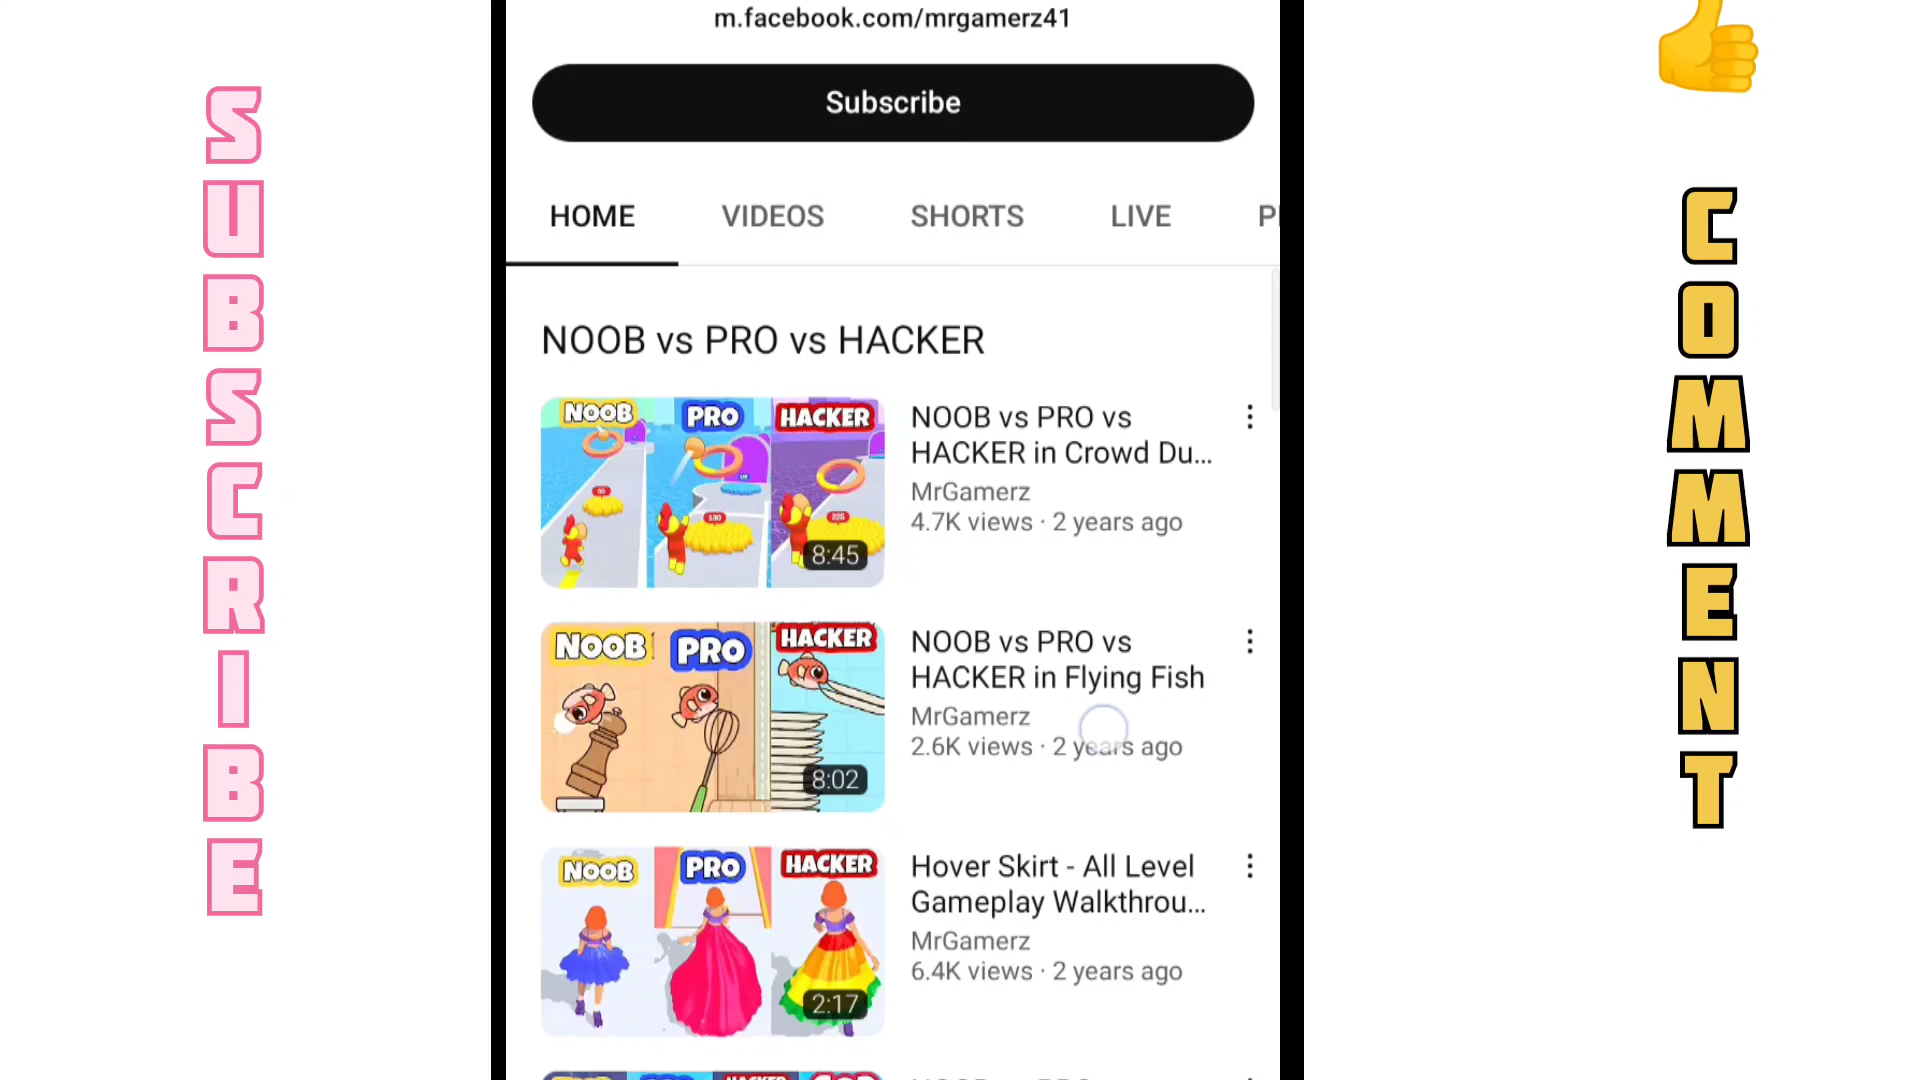 SUBSCRIBE
m.facebook.com/mrgamerz41
Subscribe
HOME VIDEOS SHORTS LIVE
NOOB vs PRO vs HACKER
NOOB PRO HACKER
90 130 225
8:45
NOOB vs PRO vs
HACKER in Crowd Du...
MrGamerz
4.7K views · 2 years ago
NOOB PRO HACKER
8:02
NOOB vs PRO vs
HACKER in Flying Fish
MrGamerz
2.6K views · 2 years ago
NOOB PRO HACKER
2:17
Hover Skirt - All Level
Gameplay Walkthrou...
MrGamerz
6.4K views · 2 years ago
COMMENT